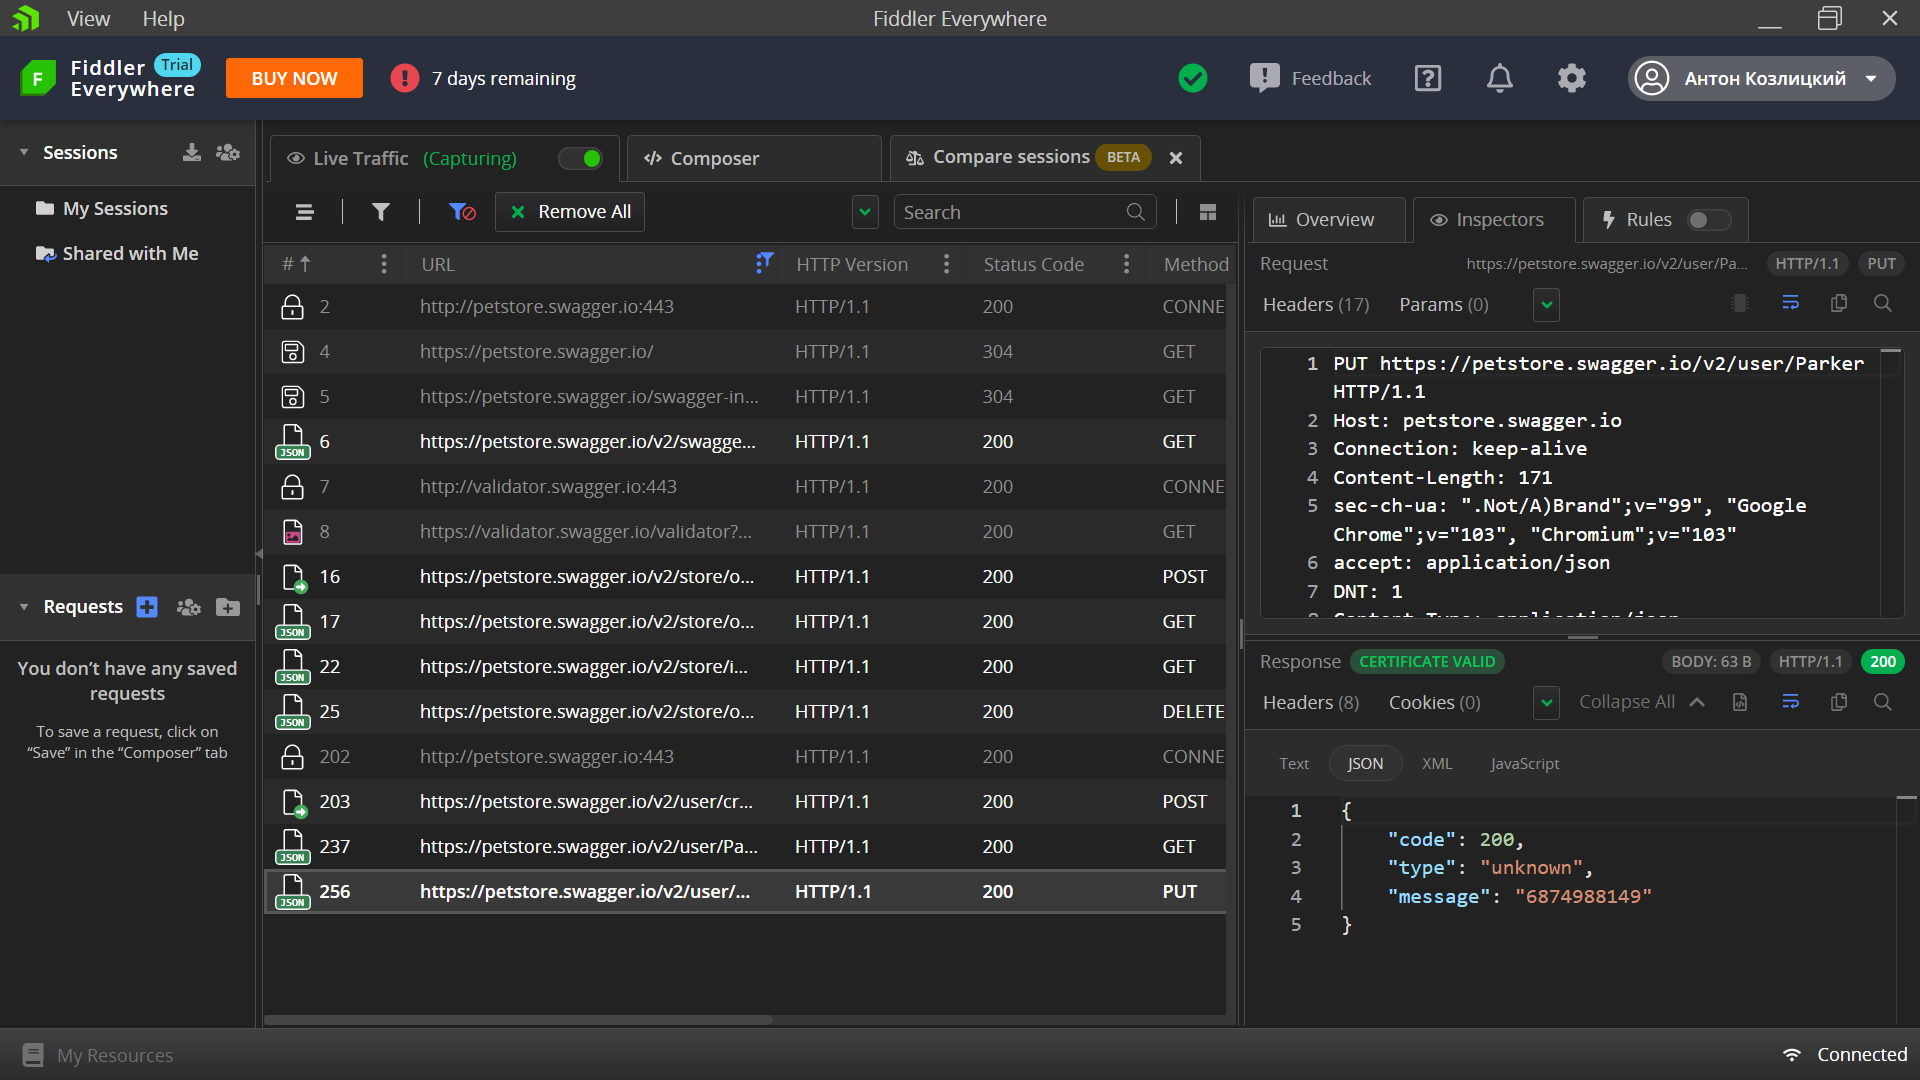 View Help Fiddler Everywhere
F Fiddler Everywhere Trial BUY NOW ! 7 days remaining Feedback Антон Козлицкий
Sessions
My Sessions
Shared with Me
Requests
You don’t have any saved
requests
To save a request, click on
“Save” in the “Composer” tab
Live Traffic (Capturing) Composer Compare sessions BETA
Remove All Search
# URL HTTP Version Status Code Method
2 http://petstore.swagger.io:443 HTTP/1.1 200 CONNE
4 https://petstore.swagger.io/ HTTP/1.1 304 GET
5 https://petstore.swagger.io/swagger-in... HTTP/1.1 304 GET
JSON 6 https://petstore.swagger.io/v2/swagge... HTTP/1.1 200 GET
7 http://validator.swagger.io:443 HTTP/1.1 200 CONNE
8 https://validator.swagger.io/validator?... HTTP/1.1 200 GET
16 https://petstore.swagger.io/v2/store/o... HTTP/1.1 200 POST
JSON 17 https://petstore.swagger.io/v2/store/o... HTTP/1.1 200 GET
JSON 22 https://petstore.swagger.io/v2/store/i... HTTP/1.1 200 GET
JSON 25 https://petstore.swagger.io/v2/store/o... HTTP/1.1 200 DELETE
202 http://petstore.swagger.io:443 HTTP/1.1 200 CONNE
203 https://petstore.swagger.io/v2/user/cr... HTTP/1.1 200 POST
JSON 237 https://petstore.swagger.io/v2/user/Pa... HTTP/1.1 200 GET
JSON 256 https://petstore.swagger.io/v2/user/... HTTP/1.1 200 PUT
Overview Inspectors Rules
Request https://petstore.swagger.io/v2/user/Pa... HTTP/1.1 PUT
Headers (17) Params (0)
1 PUT https://petstore.swagger.io/v2/user/Parker
HTTP/1.1
2 Host: petstore.swagger.io
3 Connection: keep-alive
4 Content-Length: 171
5 sec-ch-ua: ".Not/A)Brand";v="99", "Google
Chrome";v="103", "Chromium";v="103"
6 accept: application/json
7 DNT: 1
8 Content-Type: application/json
Response CERTIFICATE VALID BODY: 63 B HTTP/1.1 200
Headers (8) Cookies (0) Collapse All
Text JSON XML JavaScript
1 {
2 "code": 200,
3 "type": "unknown",
4 "message": "6874988149"
5 }
My Resources Connected